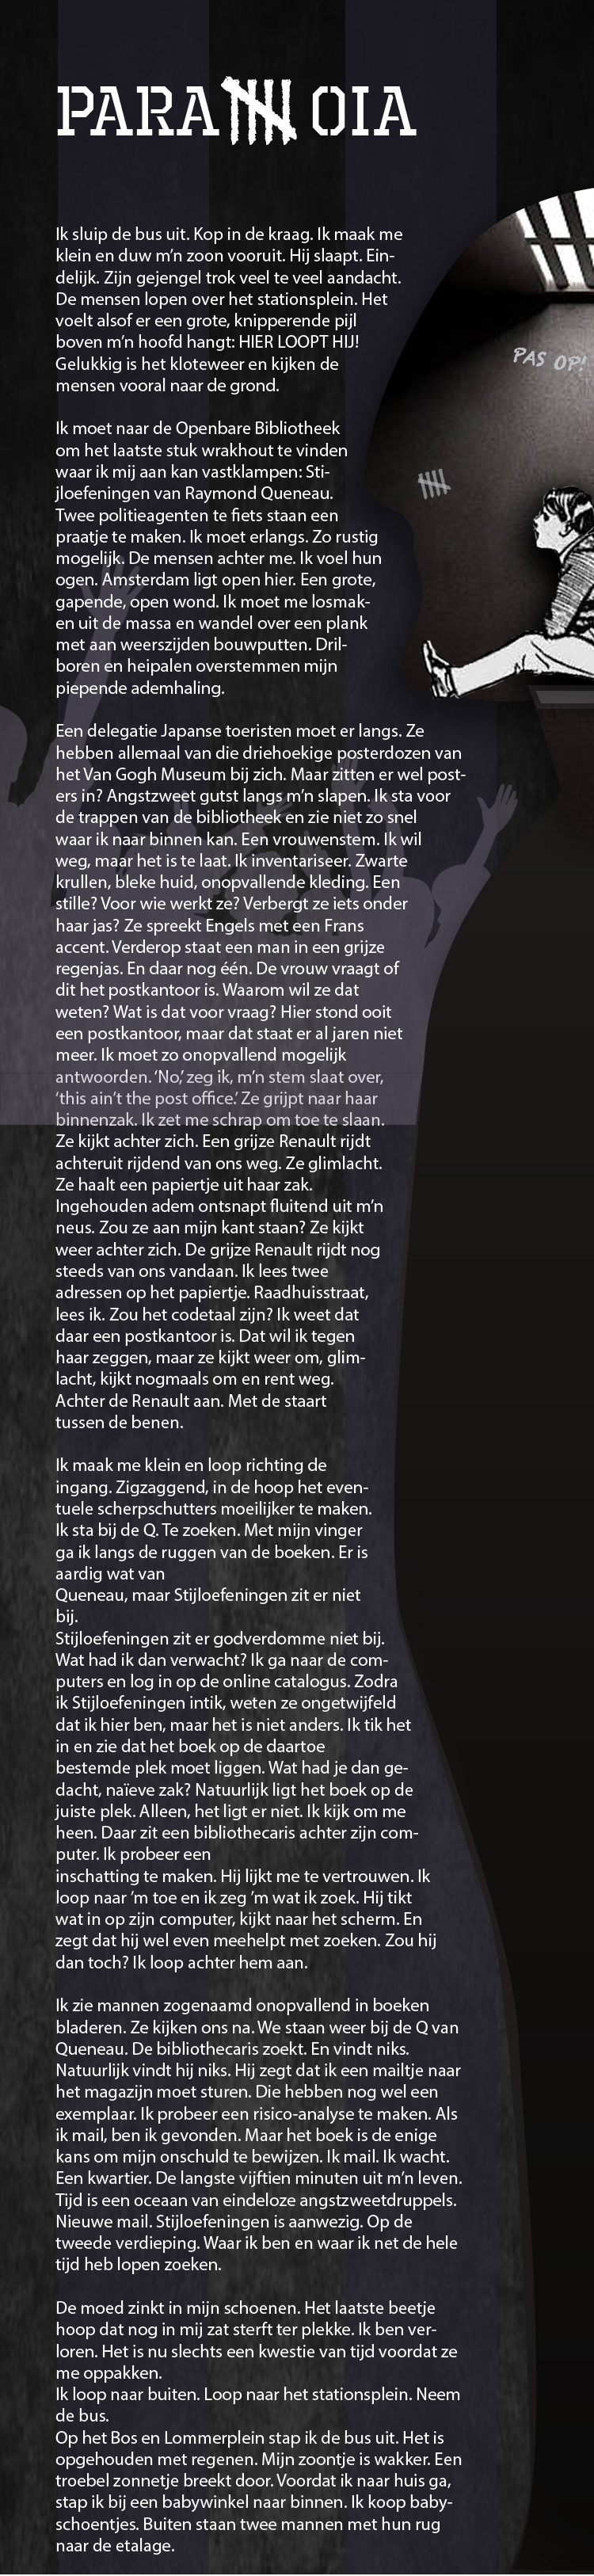 PARANOIA
Ik sluip de bus uit. Kop in de kraag. Ik maak me
klein en duw m’n zoon vooruit. Hij slaapt. Ein-
delijk. Zijn gejengel trok veel te veel aandacht.
De mensen lopen over het stationsplein. Het
voelt alsof er een grote, knipperende pijl
boven m’n hoofd hangt: HIER LOOPT HIJ!
Gelukkig is het kloteweer en kijken de
mensen vooral naar de grond.
PAS OP!
Ik moet naar de Openbare Bibliotheek
om het laatste stuk wrakhout te vinden
waar ik mij aan kan vastklampen: Sti-
jloefeningen van Raymond Queneau.
Twee politieagenten te fiets staan een
praatje te maken. Ik moet erlangs. Zo rustig
mogelijk. De mensen achter me. Ik voel hun
ogen. Amsterdam ligt open hier. Een grote,
gapende, open wond. Ik moet me losmak-
en uit de massa en wandel over een plank
met aan weerszijden bouwputten. Dril-
boren en heipalen overstemmen mijn
piepende ademhaling.
Een delegatie Japanse toeristen moet er langs. Ze
hebben allemaal van die driehoekige posterdozen van
het Van Gogh Museum bij zich. Maar zitten er wel post-
ers in? Angstzweet gutst langs m’n slapen. Ik sta voor
de trappen van de bibliotheek en zie niet zo snel
waar ik naar binnen kan. Een vrouwenstem. Ik wil
weg, maar het is te laat. Ik inventariseer. Zwarte
krullen, bleke huid, onopvallende kleding. Een
stille? Voor wie werkt ze? Verbergt ze iets onder
haar jas? Ze spreekt Engels met een Frans
accent. Verderop staat een man in een grijze
regenjas. En daar nog één. De vrouw vraagt of
dit het postkantoor is. Waarom wil ze dat
weten? Wat is dat voor vraag? Hier stond ooit
een postkantoor, maar dat staat er al jaren niet
meer. Ik moet zo onopvallend mogelijk
antwoorden. ‘No,’ zeg ik, m’n stem slaat over,
‘this ain’t the post office.’ Ze grijpt naar haar
binnenzak. Ik zet me schrap om toe te slaan.
Ze kijkt achter zich. Een grijze Renault rijdt
achteruit rijdend van ons weg. Ze glimlacht.
Ze haalt een papiertje uit haar zak.
Ingehouden adem ontsnapt fluitend uit m’n
neus. Zou ze aan mijn kant staan? Ze kijkt
weer achter zich. De grijze Renault rijdt nog
steeds van ons vandaan. Ik lees twee
adressen op het papiertje. Raadhuisstraat,
lees ik. Zou het codetaal zijn? Ik weet dat
daar een postkantoor is. Dat wil ik tegen
haar zeggen, maar ze kijkt weer om, glim-
lacht, kijkt nogmaals om en rent weg.
Achter de Renault aan. Met de staart
tussen de benen.
Ik maak me klein en loop richting de
ingang. Zigzaggend, in de hoop het even-
tuele scherpschutters moeilijker te maken.
Ik sta bij de Q. Te zoeken. Met mijn vinger
ga ik langs de ruggen van de boeken. Er is
aardig wat van
Queneau, maar Stijloefeningen zit er niet
bij.
Stijloefeningen zit er godverdomme niet bij.
Wat had ik dan verwacht? Ik ga naar de com-
puters en log in op de online catalogus. Zodra
ik Stijloefeningen intik, weten ze ongetwijfeld
dat ik hier ben, maar het is niet anders. Ik tik het
in en zie dat het boek op de daartoe
bestemde plek moet liggen. Wat had je dan ge-
dacht, naïeve zak? Natuurlijk ligt het boek op de
juiste plek. Alleen, het ligt er niet. Ik kijk om me
heen. Daar zit een bibliothecaris achter zijn com-
puter. Ik probeer een
inschatting te maken. Hij lijkt me te vertrouwen. Ik
loop naar ’m toe en ik zeg ’m wat ik zoek. Hij tikt
wat in op zijn computer, kijkt naar het scherm. En
zegt dat hij wel even meehelpt met zoeken. Zou hij
dan toch? Ik loop achter hem aan.
Ik zie mannen zogenaamd onopvallend in boeken
bladeren. Ze kijken ons na. We staan weer bij de Q van
Queneau. De bibliothecaris zoekt. En vindt niks.
Natuurlijk vindt hij niks. Hij zegt dat ik een mailtje naar
het magazijn moet sturen. Die hebben nog wel een
exemplaar. Ik probeer een risico-analyse te maken. Als
ik mail, ben ik gevonden. Maar het boek is de enige
kans om mijn onschuld te bewijzen. Ik mail. Ik wacht.
Een kwartier. De langste vijftien minuten uit m’n leven.
Tijd is een oceaan van eindeloze angstzweetdruppels.
Nieuwe mail. Stijloefeningen is aanwezig. Op de
tweede verdieping. Waar ik ben en waar ik net de hele
tijd heb lopen zoeken.
De moed zinkt in mijn schoenen. Het laatste beetje
hoop dat nog in mij zat sterft ter plekke. Ik ben ver-
loren. Het is nu slechts een kwestie van tijd voordat ze
me oppakken.
Ik loop naar buiten. Loop naar het stationsplein. Neem
de bus.
Op het Bos en Lommerplein stap ik de bus uit. Het is
opgehouden met regenen. Mijn zoontje is wakker. Een
troebel zonnetje breekt door. Voordat ik naar huis ga,
stap ik bij een babywinkel naar binnen. Ik koop baby-
schoentjes. Buiten staan twee mannen met hun rug
naar de etalage.